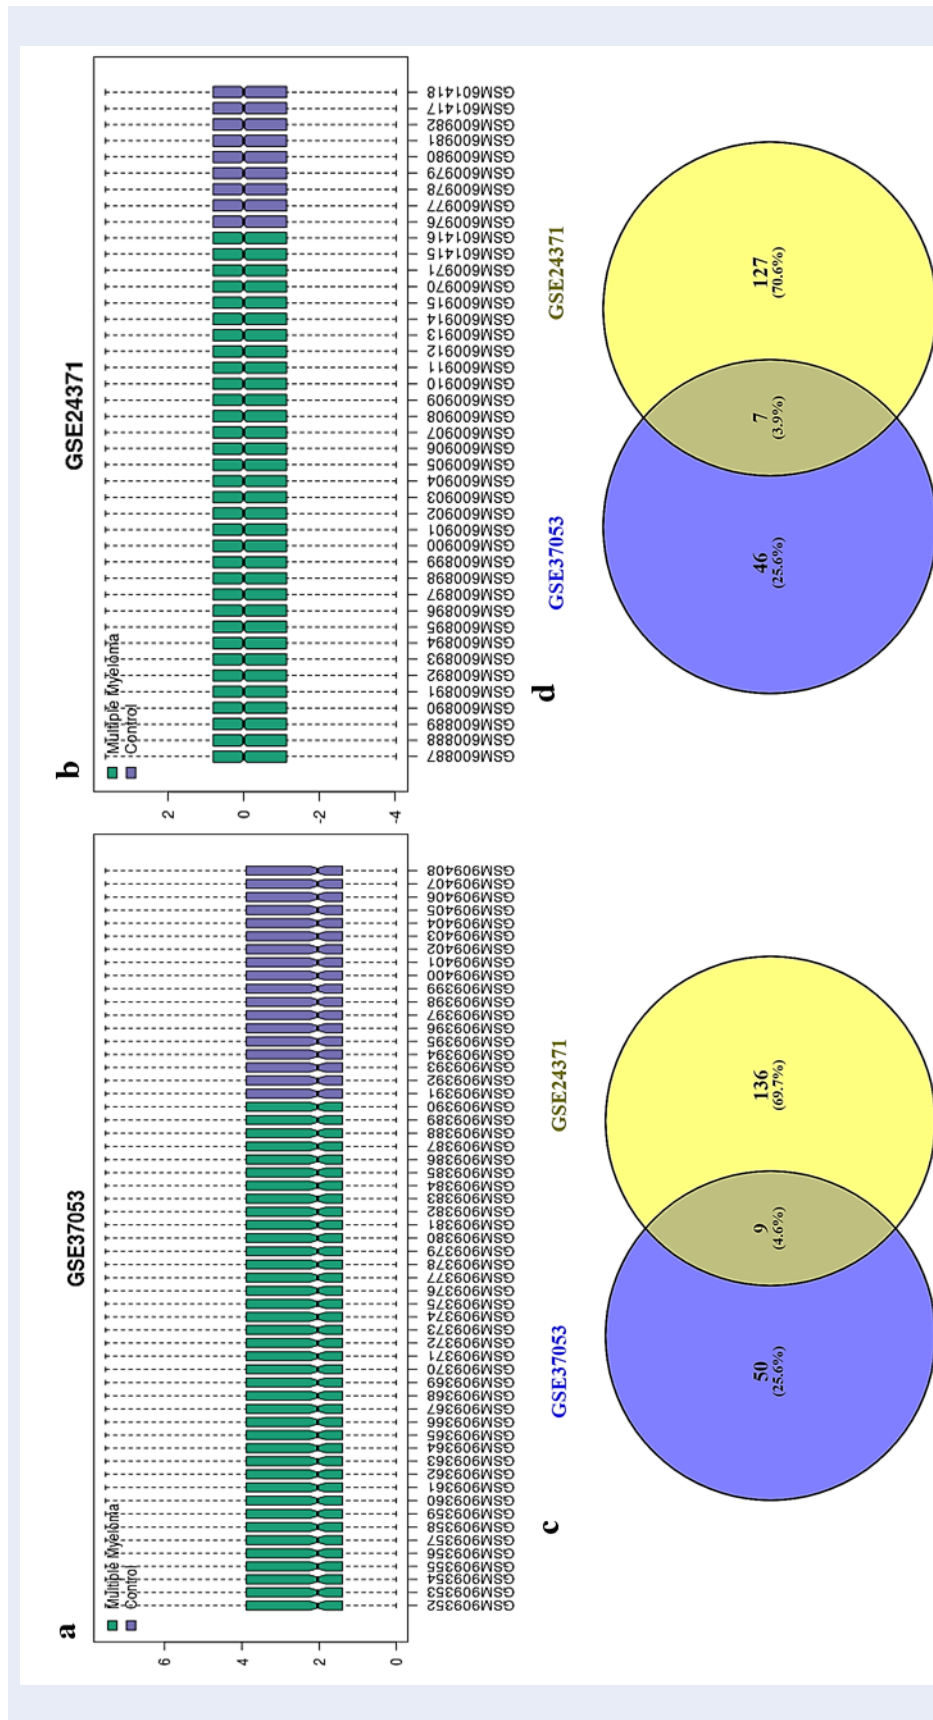 a
GSE37053
Multiple Myeloma
Control
6
4
2
0
GSM909352
GSM909353
GSM909354
GSM909355
GSM909356
GSM909357
GSM909358
GSM909359
GSM909360
GSM909361
GSM909362
GSM909363
GSM909364
GSM909365
GSM909366
GSM909367
GSM909368
GSM909369
GSM909370
GSM909371
GSM909372
GSM909373
GSM909374
GSM909375
GSM909376
GSM909377
GSM909378
GSM909379
GSM909380
GSM909381
GSM909382
GSM909383
GSM909384
GSM909385
GSM909386
GSM909387
GSM909388
GSM909389
GSM909390
GSM909391
GSM909392
GSM909393
GSM909394
GSM909395
GSM909396
GSM909397
GSM909398
GSM909399
GSM909400
GSM909401
GSM909402
GSM909403
GSM909404
GSM909405
GSM909406
GSM909407
GSM909408
b
GSE24371
Multiple Myeloma
Control
2
0
-2
-4
GSM600887
GSM600888
GSM600889
GSM600890
GSM600891
GSM600892
GSM600893
GSM600894
GSM600895
GSM600896
GSM600897
GSM600898
GSM600899
GSM600900
GSM600901
GSM600902
GSM600903
GSM600904
GSM600905
GSM600906
GSM600907
GSM600908
GSM600909
GSM600910
GSM600911
GSM600912
GSM600913
GSM600914
GSM600915
GSM600970
GSM600971
GSM601415
GSM601416
GSM600976
GSM600977
GSM600978
GSM600979
GSM600980
GSM600981
GSM600982
GSM601417
GSM601418
c
GSE37053
GSE24371
50
(25.6%)
9
(4.6%)
136
(69.7%)
d
GSE37053
GSE24371
46
(25.6%)
7
(3.9%)
127
(70.6%)